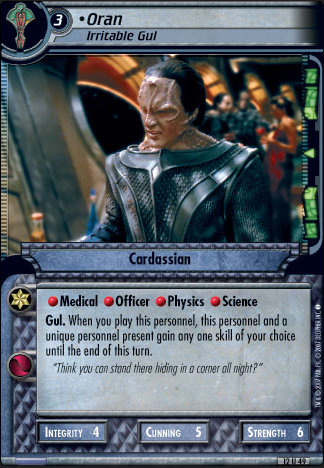 3
•Oran
Irritable Gul
Cardassian
Medical Officer Physics Science
Gul. When you play this personnel, this personnel and a
unique personnel present gain any one skill of your choice
until the end of this turn.
"Think you can stand there hiding in a corner all night?"
INTEGRITY 4 CUNNING 5 STRENGTH 6
12 U 49